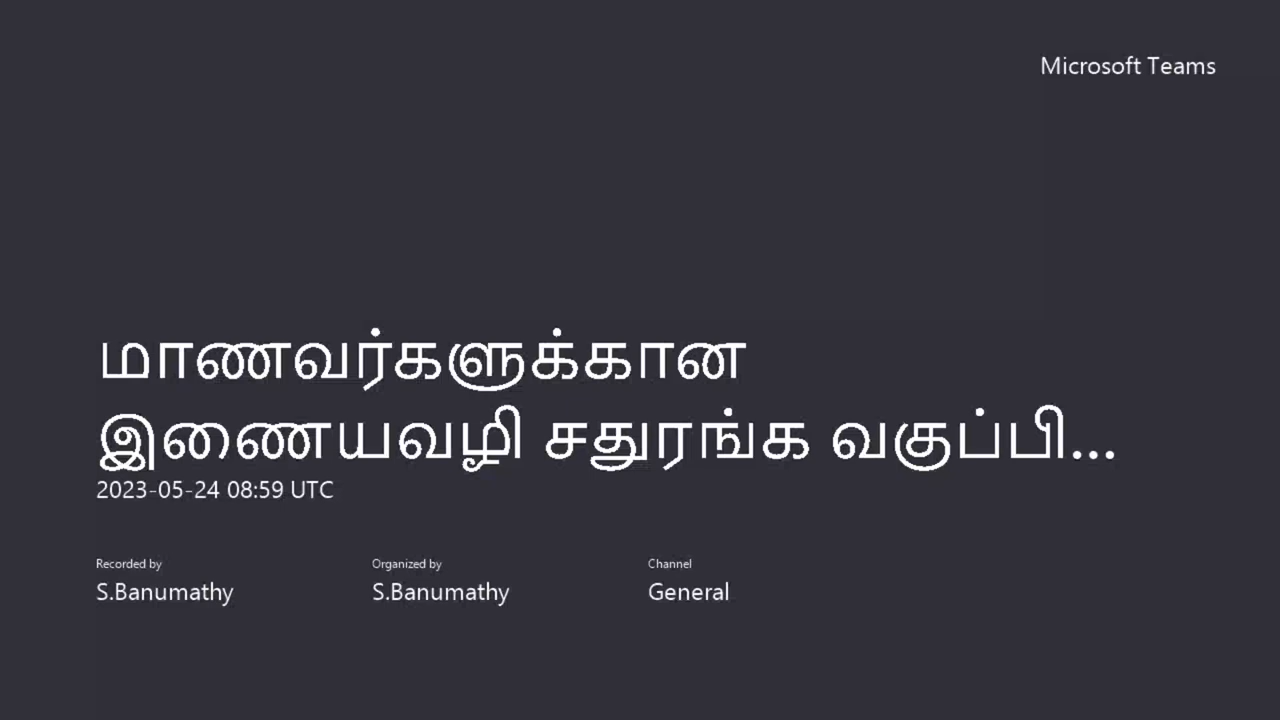 Microsoft Teams
மாணவர்களுக்கான
இணையவழி சதுரங்க வகுப்பி...
2023-05-24 08:59 UTC
Recorded by Organized by Channel
S.Banumathy S.Banumathy General